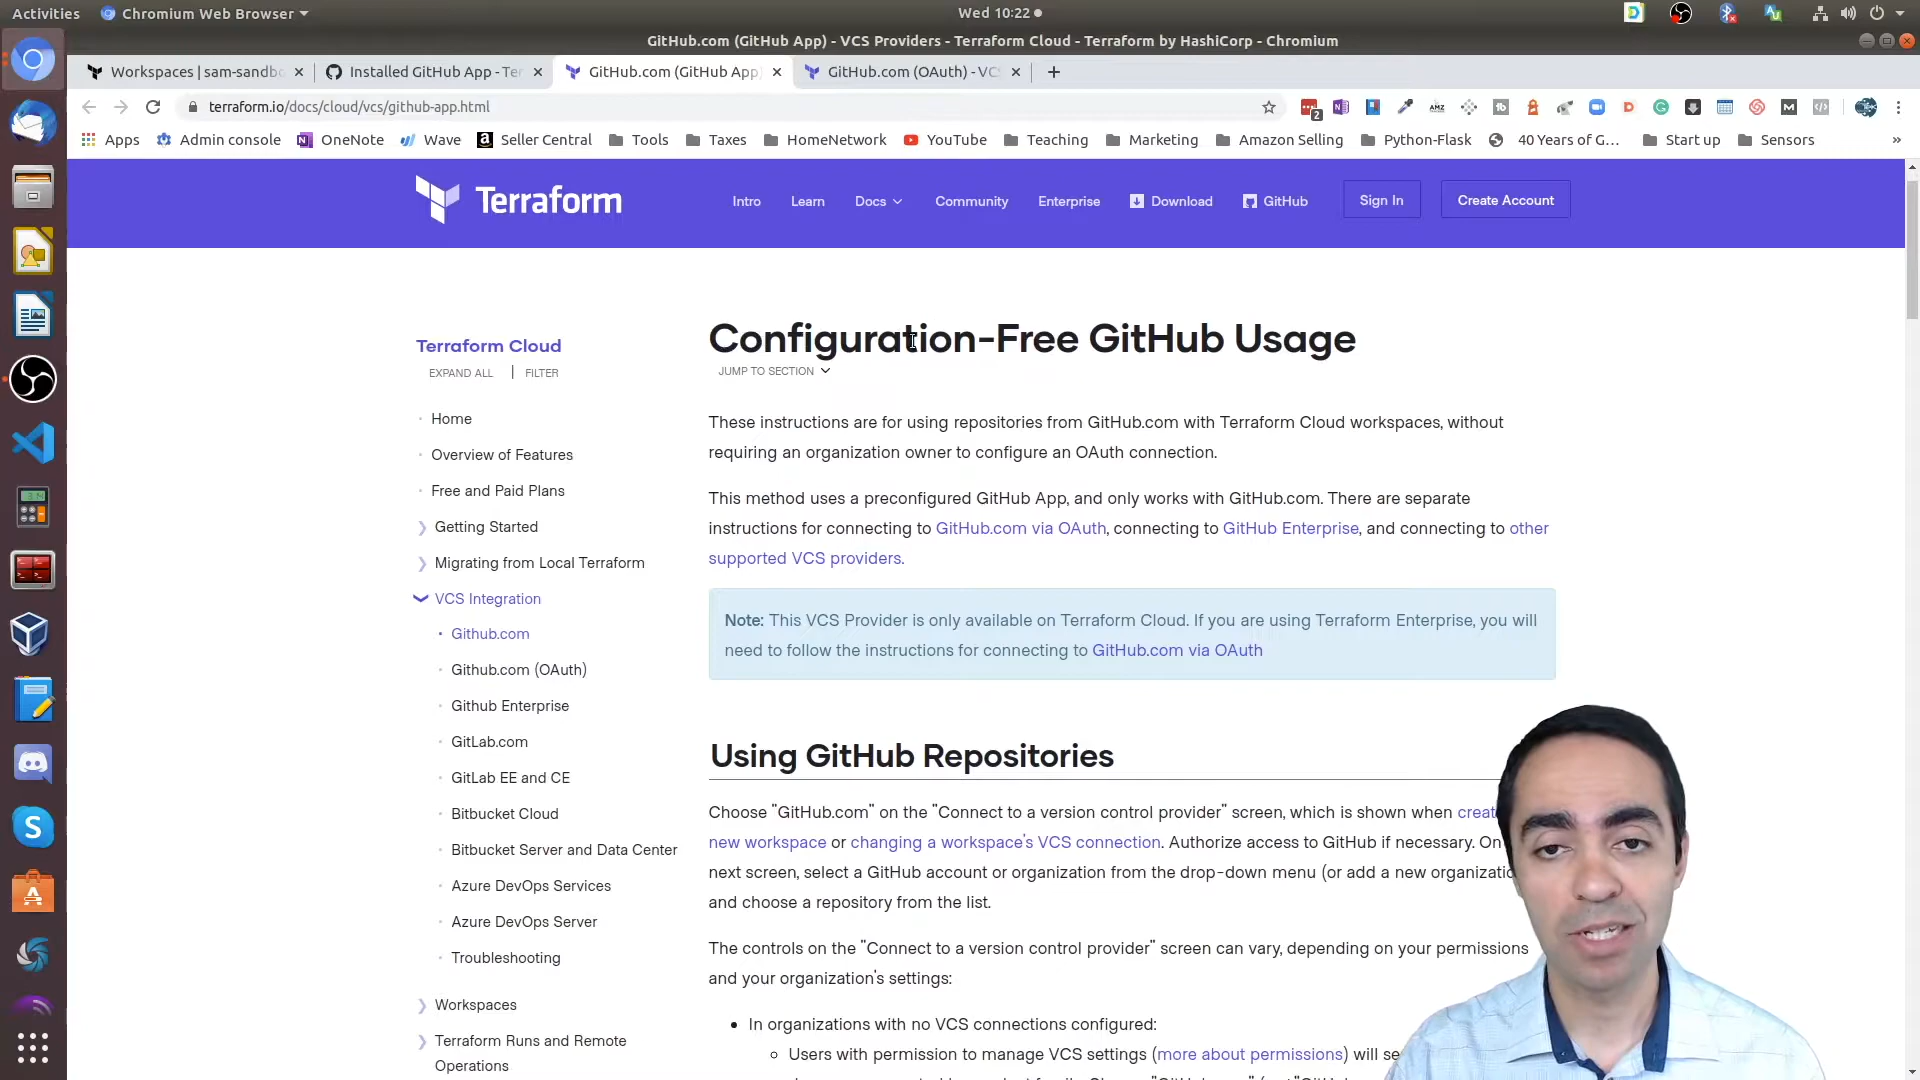 Activities
Chromium Web Browser
Wed 10:22
GitHub.com (GitHub App) - VCS Providers - Terraform Cloud - Terraform by HashiCorp - Chromium
Workspaces | sam-sandbo
Installed GitHub App - Ter
GitHub.com (GitHub App)
GitHub.com (OAuth) - VCS
terraform.io/docs/cloud/vcs/github-app.html
Apps
Admin console
OneNote
Wave
Seller Central
Tools
Taxes
HomeNetwork
YouTube
Teaching
Marketing
Amazon Selling
Python-Flask
40 Years of G...
Start up
Sensors
»
Terraform
Intro
Learn
Docs
Community
Enterprise
Download
GitHub
Sign In
Create Account
Terraform Cloud
EXPAND ALL | FILTER
Home
Overview of Features
Free and Paid Plans
Getting Started
Migrating from Local Terraform
VCS Integration
Github.com
Github.com (OAuth)
Github Enterprise
GitLab.com
GitLab EE and CE
Bitbucket Cloud
Bitbucket Server and Data Center
Azure DevOps Services
Azure DevOps Server
Troubleshooting
Workspaces
Terraform Runs and Remote
Operations
Configuration-Free GitHub Usage
JUMP TO SECTION
These instructions are for using repositories from GitHub.com with Terraform Cloud workspaces, without
requiring an organization owner to configure an OAuth connection.
This method uses a preconfigured GitHub App, and only works with GitHub.com. There are separate
instructions for connecting to GitHub.com via OAuth, connecting to GitHub Enterprise, and connecting to other
supported VCS providers.
Note: This VCS Provider is only available on Terraform Cloud. If you are using Terraform Enterprise, you will
need to follow the instructions for connecting to GitHub.com via OAuth
Using GitHub Repositories
Choose "GitHub.com" on the "Connect to a version control provider" screen, which is shown when creat
new workspace or changing a workspace's VCS connection. Authorize access to GitHub if necessary. On
next screen, select a GitHub account or organization from the drop-down menu (or add a new organizatio
and choose a repository from the list.
The controls on the "Connect to a version control provider" screen can vary, depending on your permissions
and your organization's settings:
• In organizations with no VCS connections configured:
Users with permission to manage VCS settings (more about permissions) will se